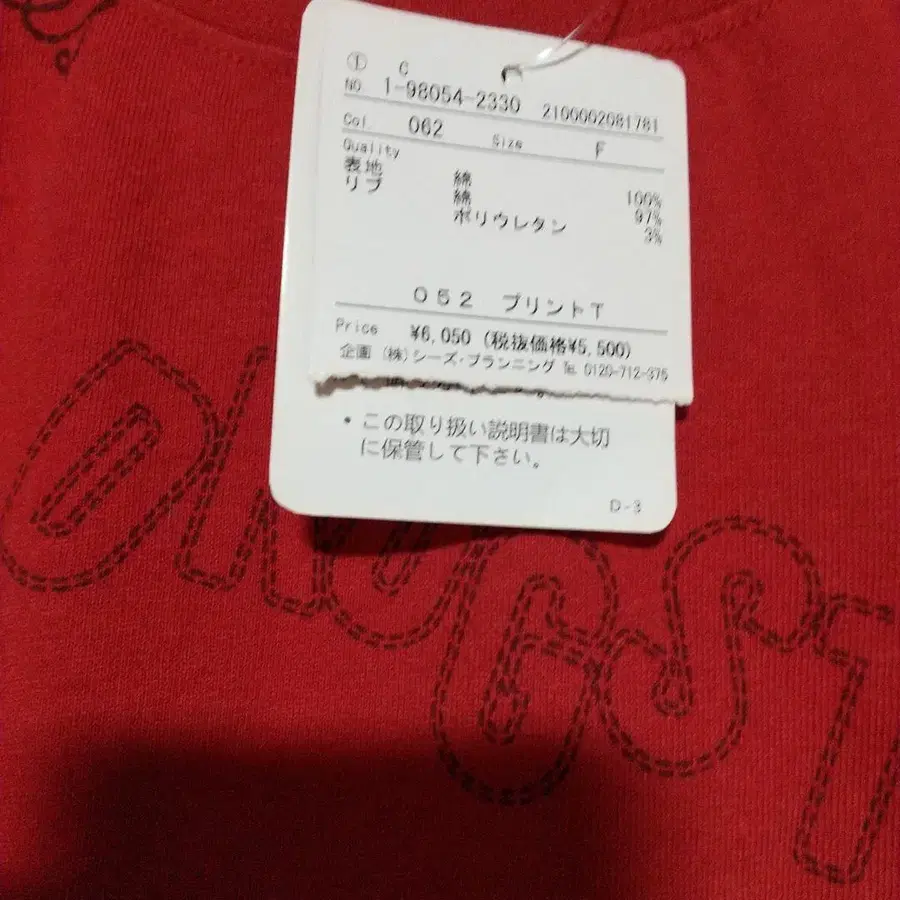 ① C
NO. 1-98054-2330 2100002081781
Col. 062 Size F
Quality
表地 綿 100%
リブ 綿 97%
ポリウレタン 3%
052 プリントT
Price ¥6,050 (税抜価格¥5,500)
企画 (株)シーズ・プランニング ℡ 0120-712-375
・この取り扱い説明書は大切
に保管して下さい。
D-3